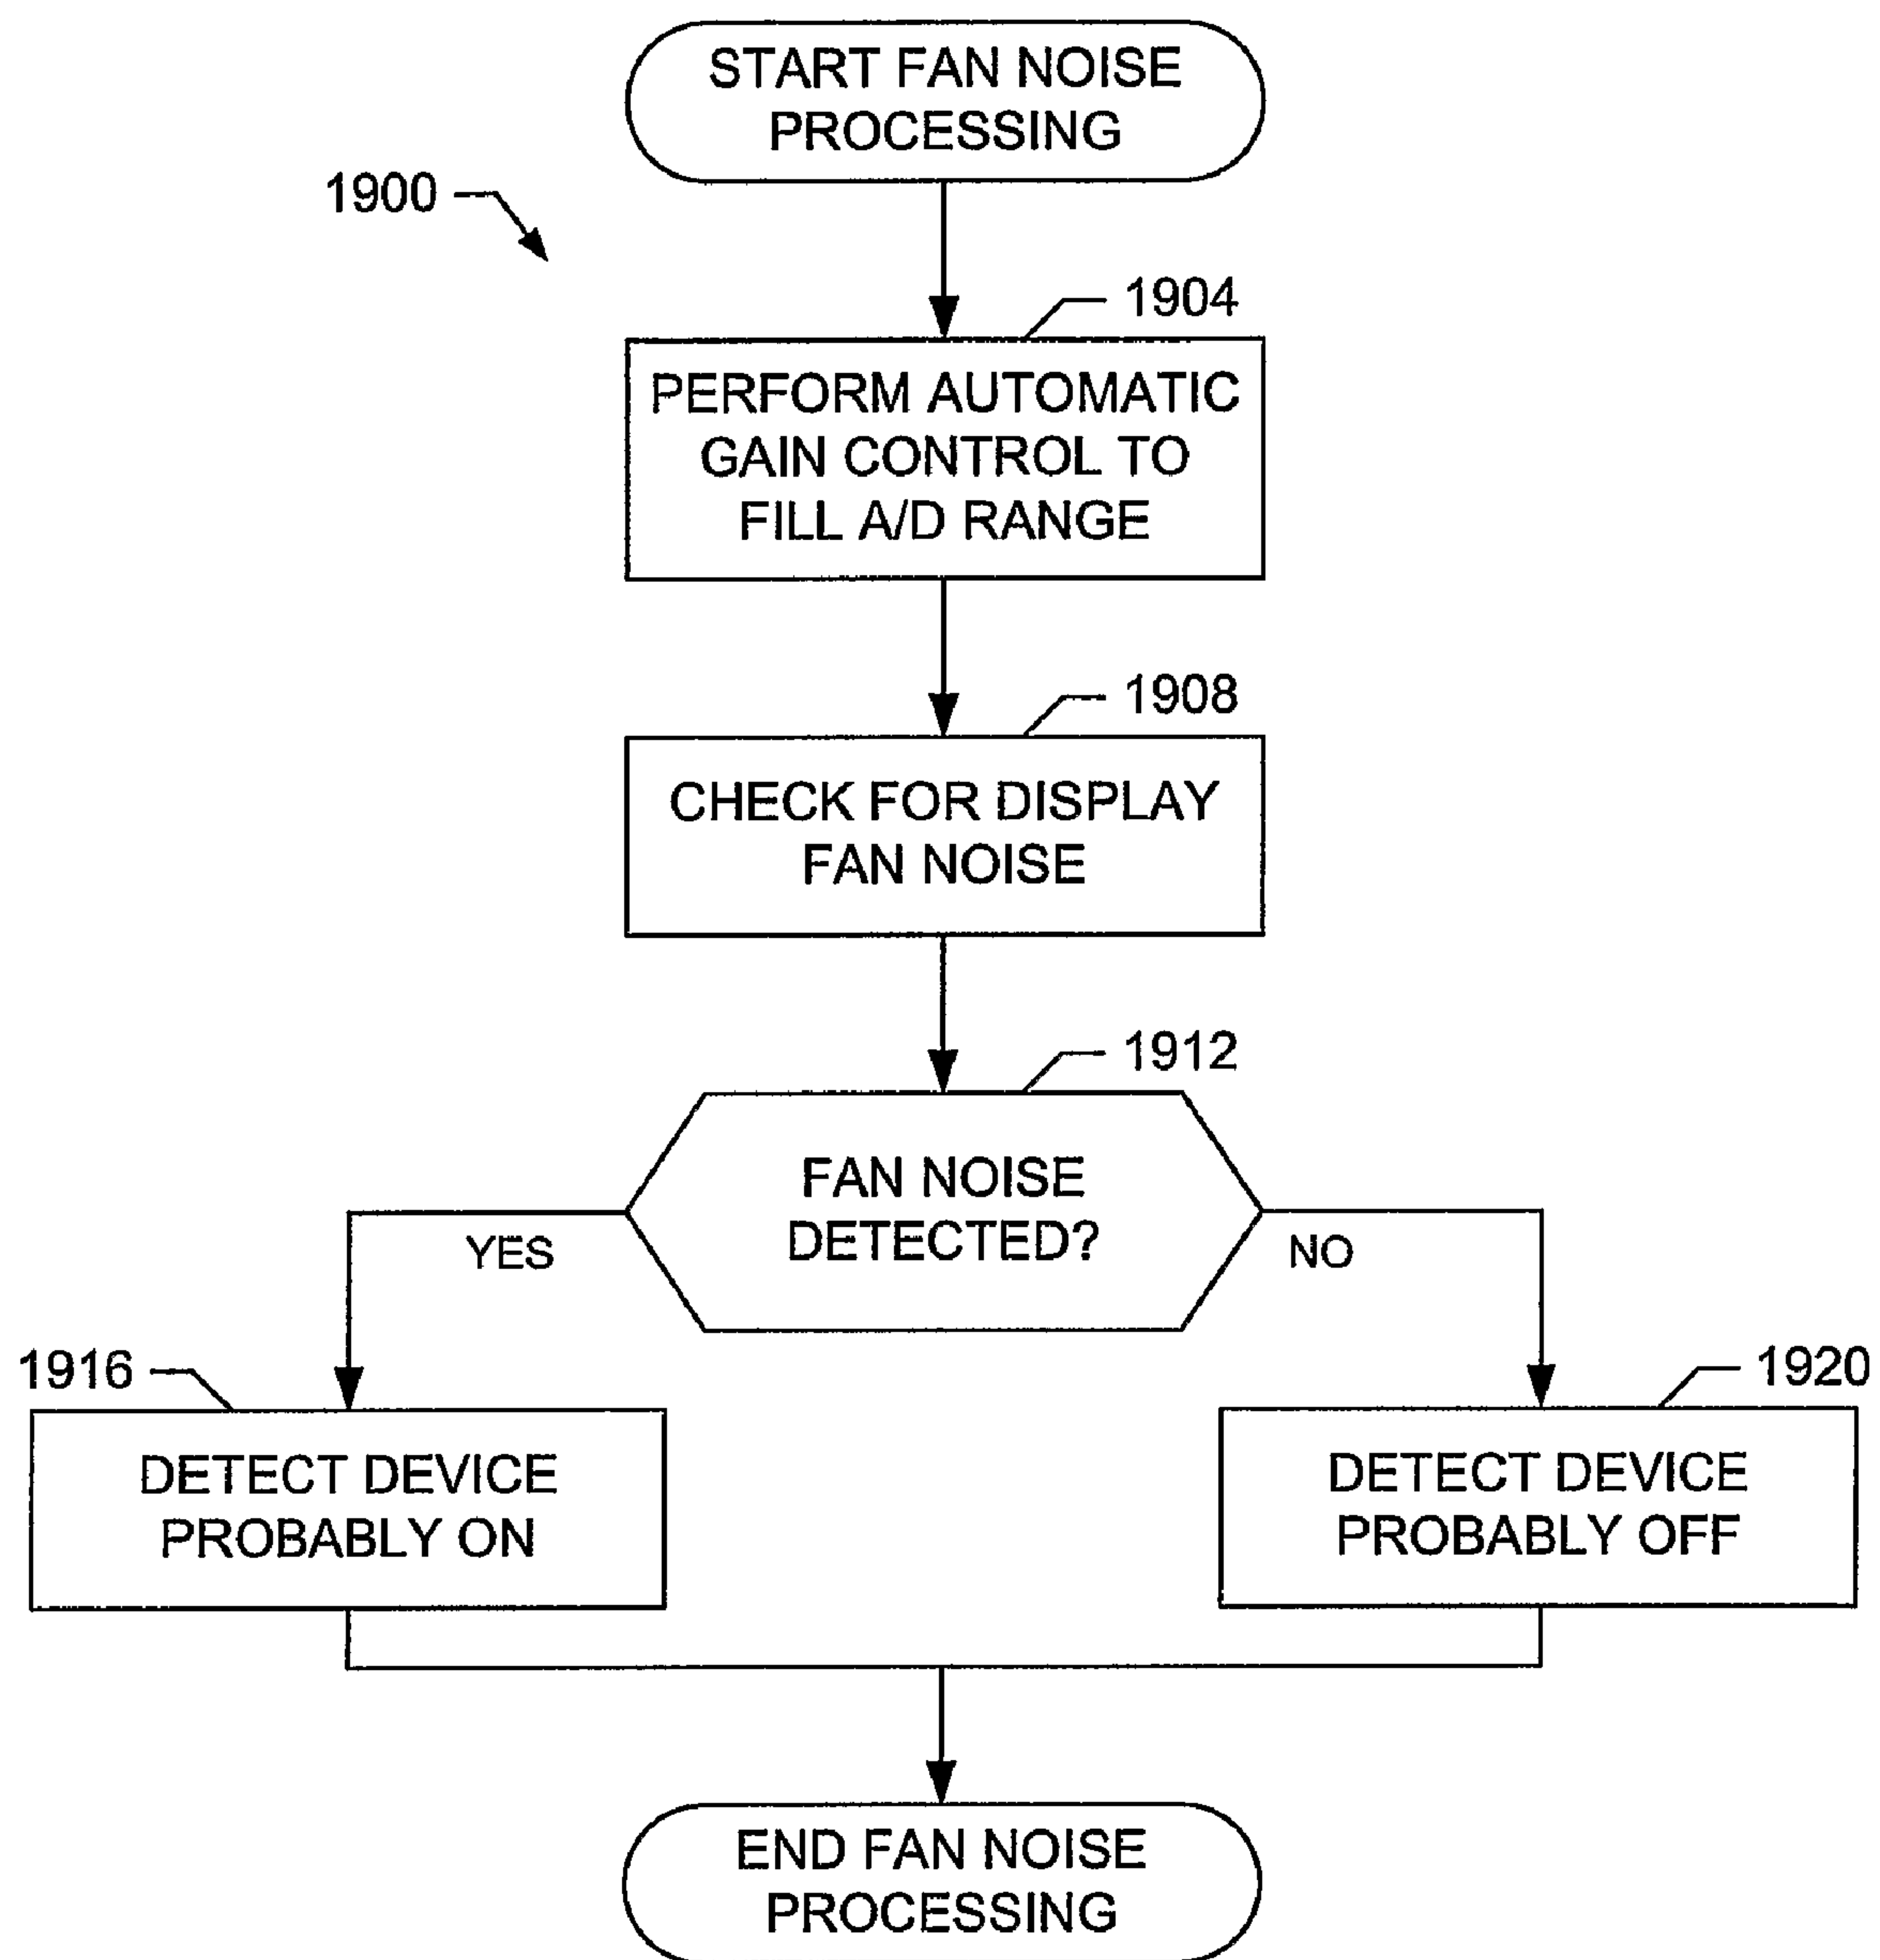 START FAN NOISE
PROCESSING
1900
1904
PERFORM AUTOMATIC
GAIN CONTROL TO
FILL A/D RANGE
1908
CHECK FOR DISPLAY
FAN NOISE
1912
FAN NOISE
DETECTED?
YES
NO
1916
DETECT DEVICE
PROBABLY ON
1920
DETECT DEVICE
PROBABLY OFF
END FAN NOISE
PROCESSING